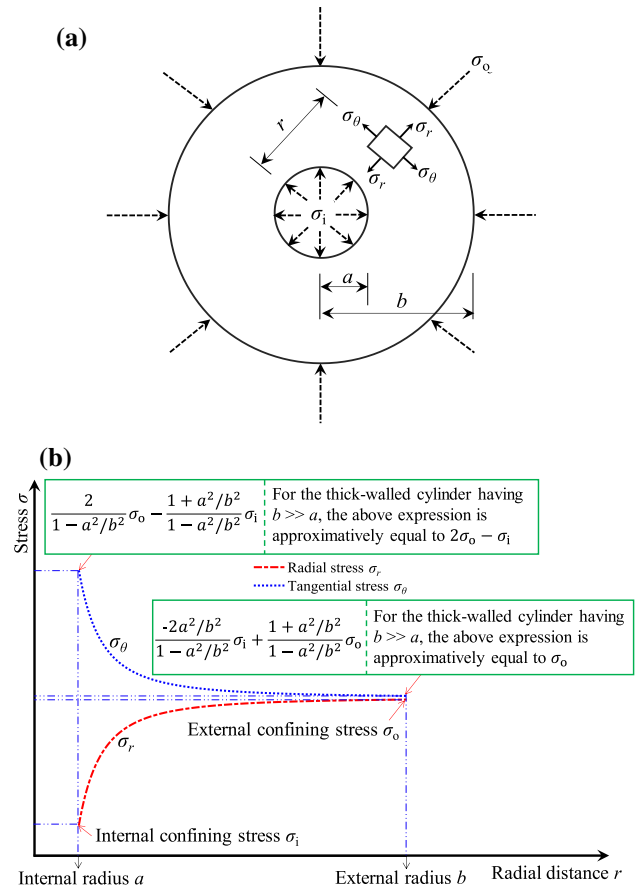 (a)
σₒ
r
σθ
σᵣ
σᵣ
σθ
σᵢ
a
b
(b)
Stress σ
2/(1 − a²/b²) σₒ − (1 + a²/b²)/(1 − a²/b²) σᵢ
For the thick-walled cylinder having
b >> a, the above expression is
approximatively equal to 2σₒ − σᵢ
Radial stress σᵣ
Tangential stress σθ
-2a²/b²/(1 − a²/b²) σᵢ + (1 + a²/b²)/(1 − a²/b²) σₒ
For the thick-walled cylinder having
b >> a, the above expression is
approximatively equal to σₒ
σθ
External confining stress σₒ
σᵣ
Internal confining stress σᵢ
Internal radius a
External radius b
Radial distance r